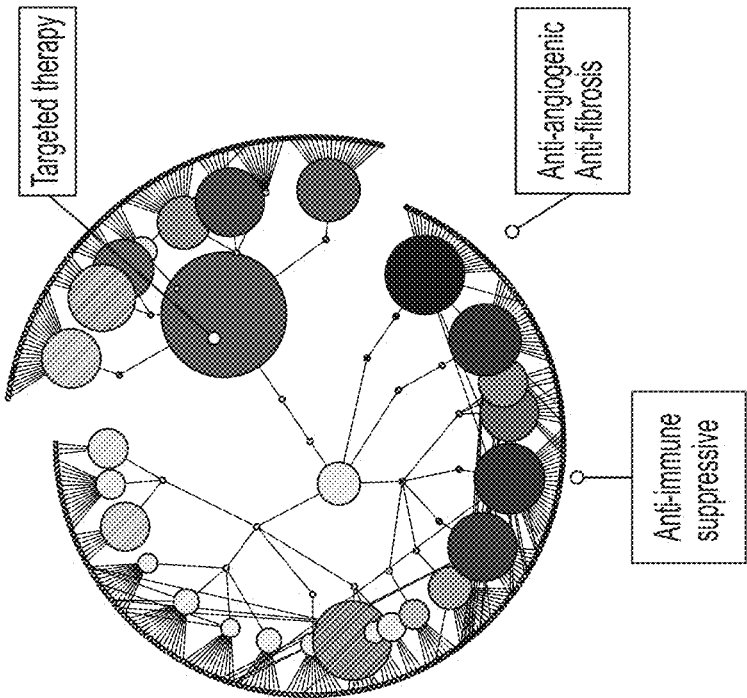 Targeted therapy
Anti-angiogenic
Anti-fibrosis
Anti-immune
suppressive